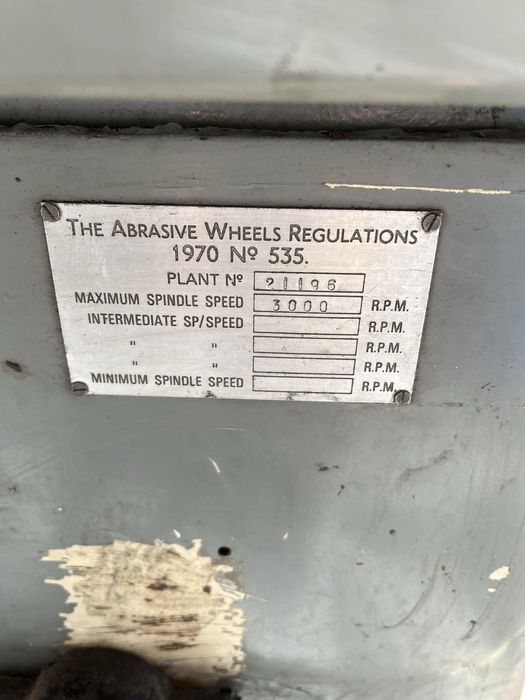 THE ABRASIVE WHEELS REGULATIONS
1970 Nº 535.
PLANT Nº 21196
MAXIMUM SPINDLE SPEED 3000 R.P.M.
INTERMEDIATE SP/SPEED R.P.M.
" " R.P.M.
" " R.P.M.
MINIMUM SPINDLE SPEED R.P.M.